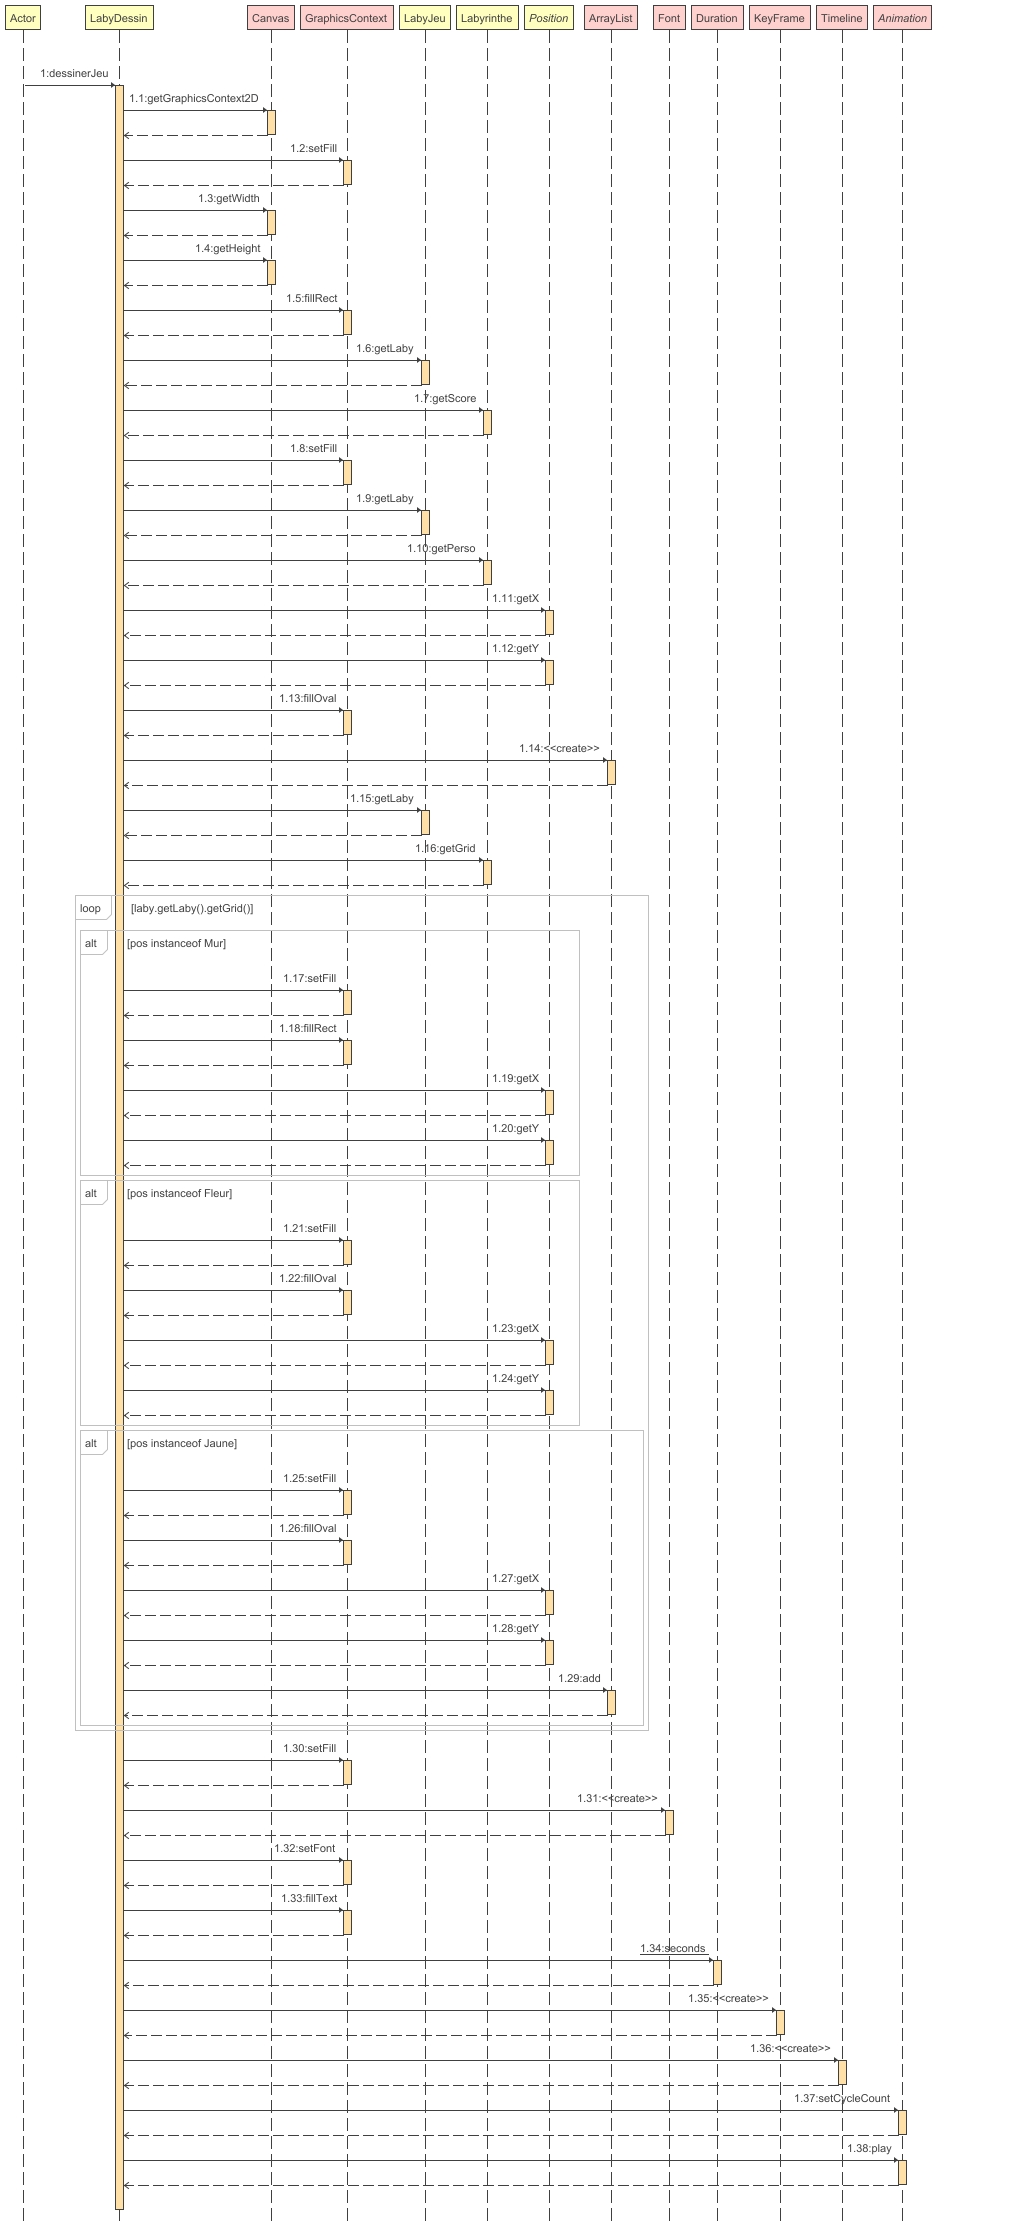 Actor LabyDessin Canvas GraphicsContext LabyJeu Labyrinthe Position ArrayList Font Duration KeyFrame Timeline Animation
1:dessinerJeu
1.1:getGraphicsContext2D
1.2:setFill
1.3:getWidth
1.4:getHeight
1.5:fillRect
1.6:getLaby
1.7:getScore
1.8:setFill
1.9:getLaby
1.10:getPerso
1.11:getX
1.12:getY
1.13:fillOval
1.14:<<create>>
1.15:getLaby
1.16:getGrid
loop [laby.getLaby().getGrid()]
alt [pos instanceof Mur]
1.17:setFill
1.18:fillRect
1.19:getX
1.20:getY
alt [pos instanceof Fleur]
1.21:setFill
1.22:fillOval
1.23:getX
1.24:getY
alt [pos instanceof Jaune]
1.25:setFill
1.26:fillOval
1.27:getX
1.28:getY
1.29:add
1.30:setFill
1.31:<<create>>
1.32:setFont
1.33:fillText
1.34:seconds
1.35:<<create>>
1.36:<<create>>
1.37:setCycleCount
1.38:play